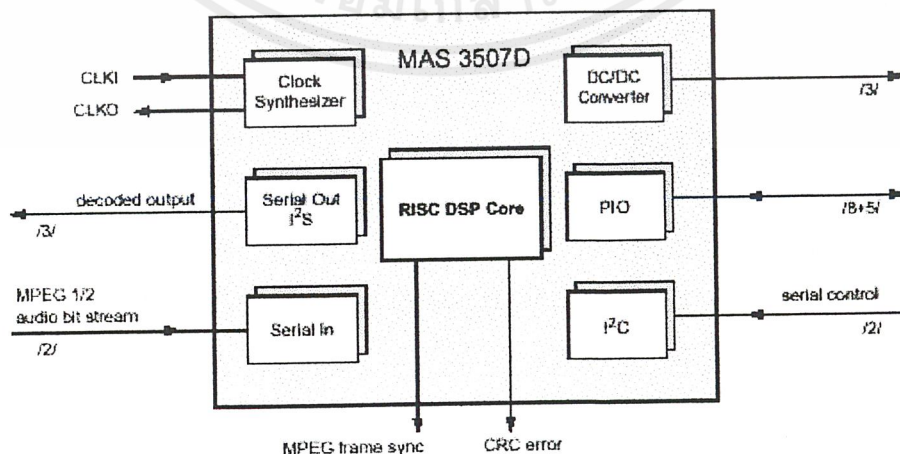 MAS 3507D
CLKI
CLKO
Clock
Synthesizer
DC/DC
Converter
/3/
decoded output
/3/
Serial Out
I²S
RISC DSP Core
PIO
/8+5/
MPEG 1/2
audio bit stream
/2/
Serial In
I²C
serial control
/2/
MPEG frame sync
CRC error